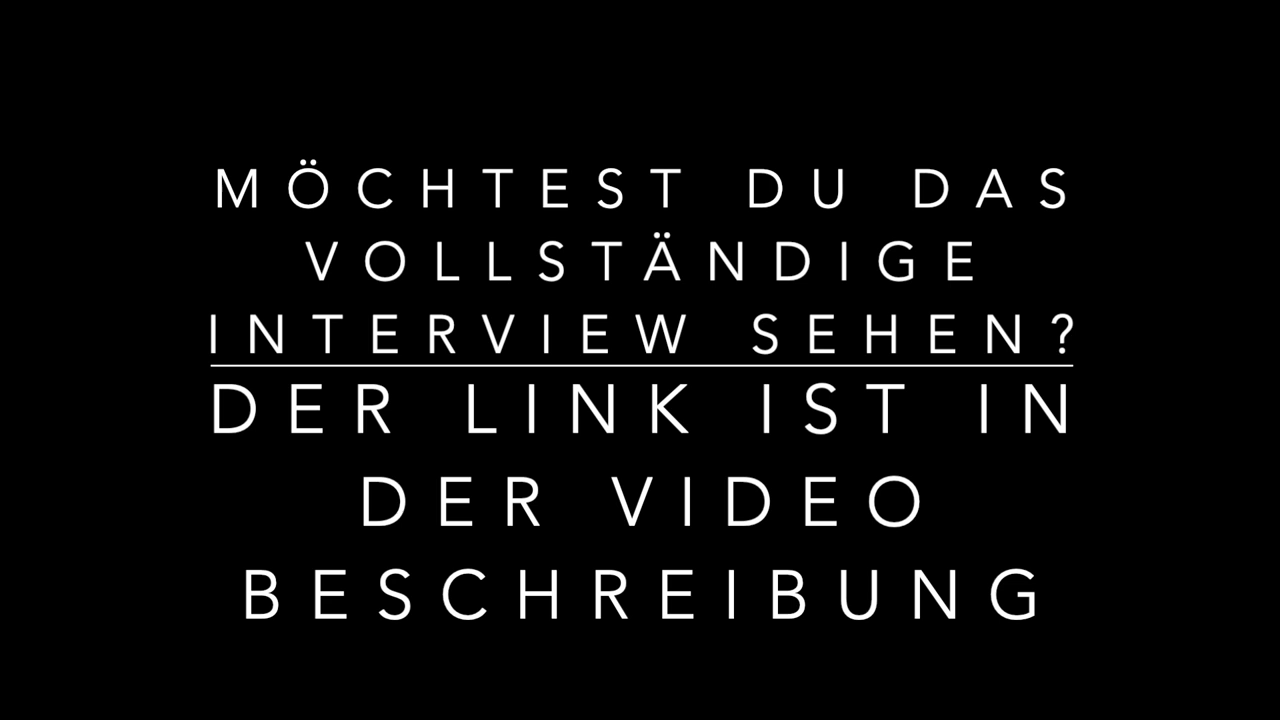 MÖCHTEST DU DAS
VOLLSTÄNDIGE
INTERVIEW SEHEN?
DER LINK IST IN
DER VIDEO
BESCHREIBUNG